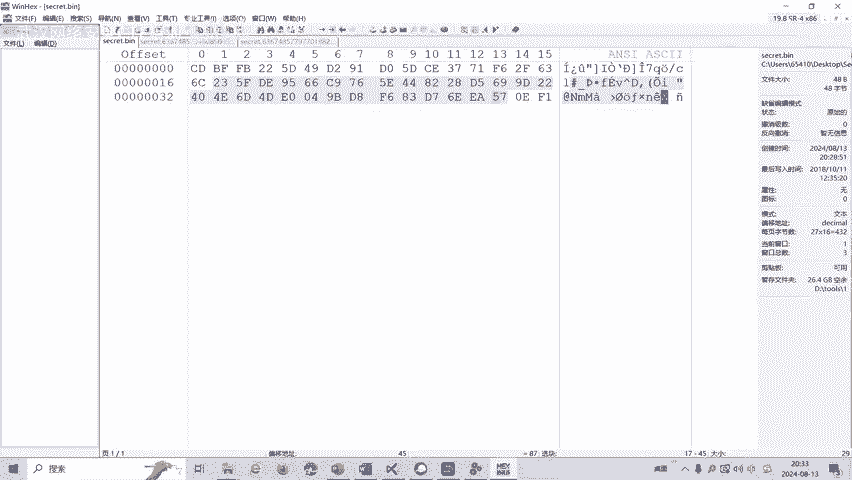 WinHex - [secret.bin]
文件(F) 编辑(E) 搜索(S) 导航(N) 查看(V) 工具(T) 专业工具(I) 选项(O) 窗口(W) 帮助(H)
19.8 SR-4 x86
文件(L) 编辑(D)
secret.bin
Offset 0 1 2 3 4 5 6 7 8 9 10 11 12 13 14 15 ANSI ASCII
00000000 CD BF FB 22 5D 49 D2 91 D0 5D CE 37 71 F6 2F 63
00000016 6C 23 5F DE 95 66 C9 76 5E 44 82 28 D5 69 9D 22
00000032 40 4E 6D 4D E0 04 9B D8 F6 83 D7 6E EA 57 0E F1
secret.bin
C:\Users\65410\Desktop\Sec
文件大小: 48 B
48 字节
缺省编辑模式
状态: 原始的
撤消级数: 0
反向撤消: 暂无信息
创建时间: 2024/08/13
20:28:51
最后写入时间: 2018/10/11
12:35:20
属性: 无
图标: 0
模式: 文本
偏移地址: decimal
每页字节数: 27x16=432
当前窗口: 1
窗口总数: 3
剪贴板: 可用
暂存文件夹: 26.4 GB 空余
D:\tools\1
页 1 / 1 偏移地址: 45 = 87 选块: 17 - 45 大小: 29
搜索
桌面
20:33
2024-08-13